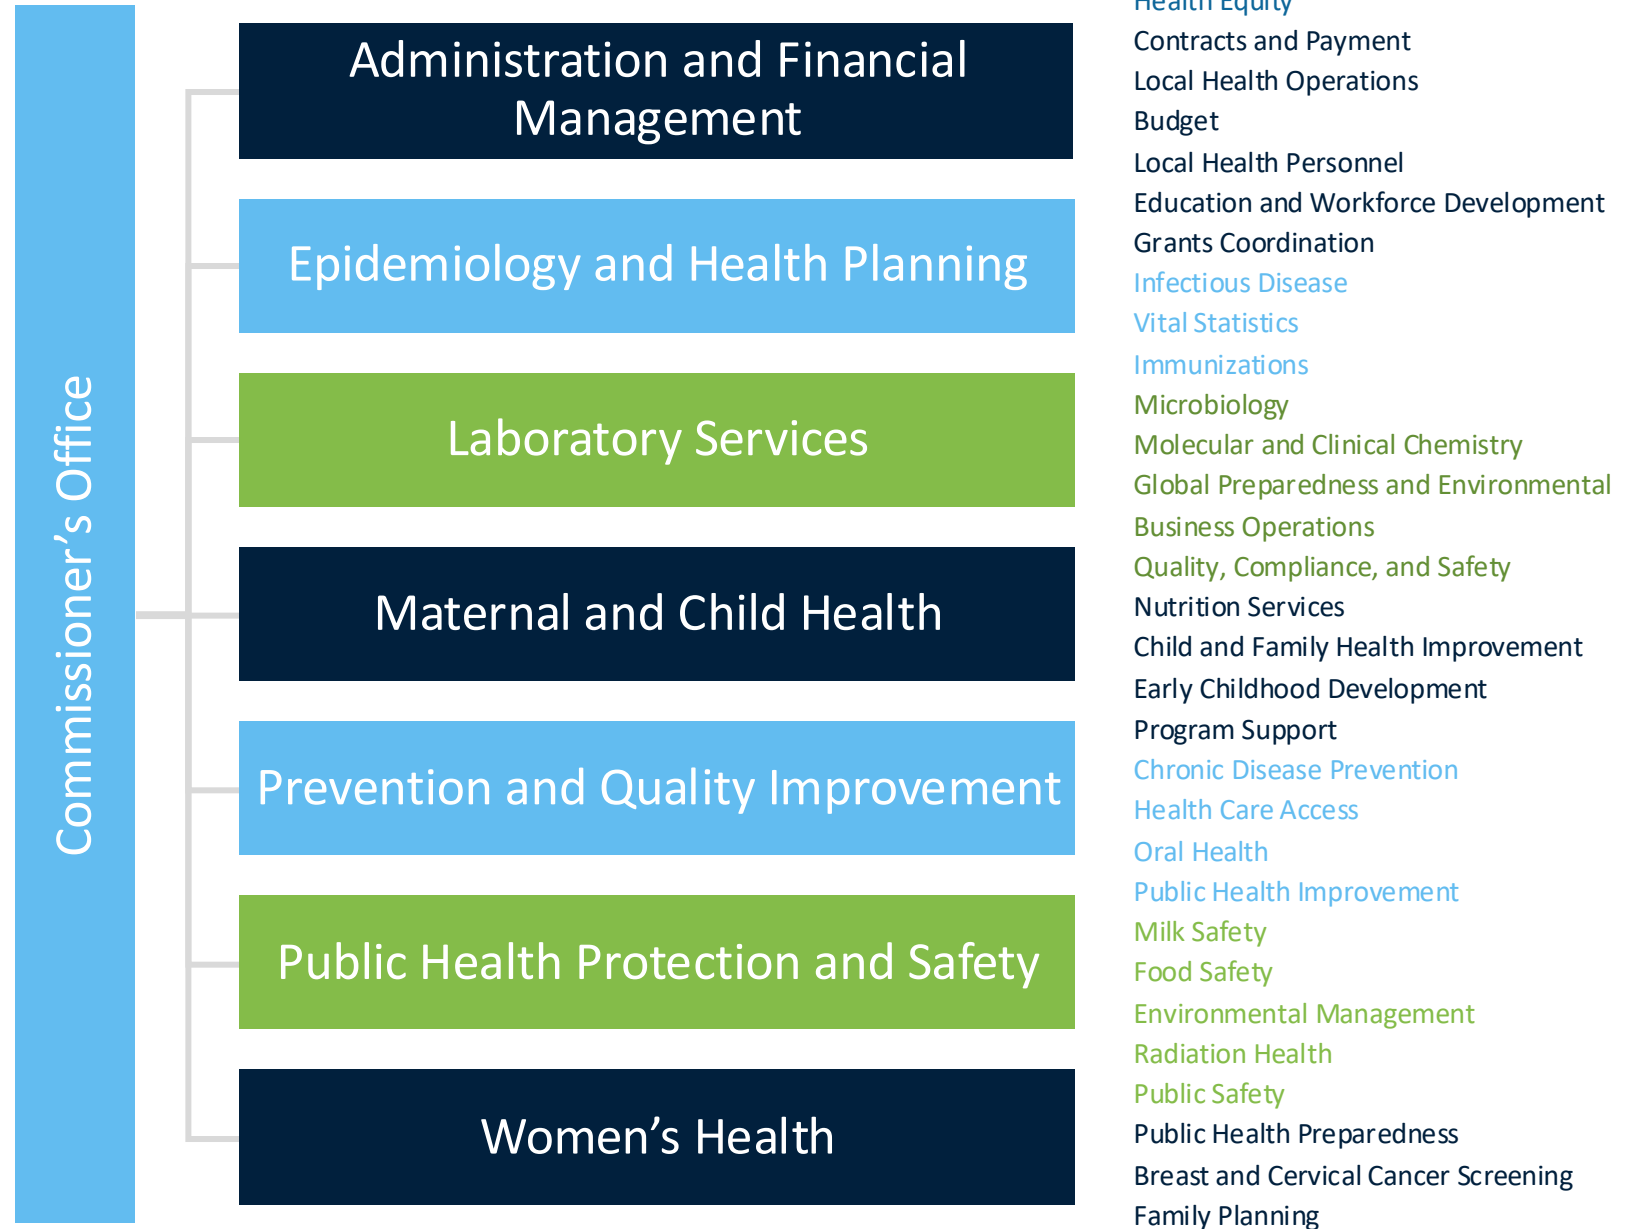 Commissioner's Office
Administration and Financial
Management
Epidemiology and Health Planning
Laboratory Services
Maternal and Child Health
Prevention and Quality Improvement
Public Health Protection and Safety
Women's Health
Health Equity
Contracts and Payment
Local Health Operations
Budget
Local Health Personnel
Education and Workforce Development
Grants Coordination
Infectious Disease
Vital Statistics
Immunizations
Microbiology
Molecular and Clinical Chemistry
Global Preparedness and Environmental
Business Operations
Quality, Compliance, and Safety
Nutrition Services
Child and Family Health Improvement
Early Childhood Development
Program Support
Chronic Disease Prevention
Health Care Access
Oral Health
Public Health Improvement
Milk Safety
Food Safety
Environmental Management
Radiation Health
Public Safety
Public Health Preparedness
Breast and Cervical Cancer Screening
Family Planning